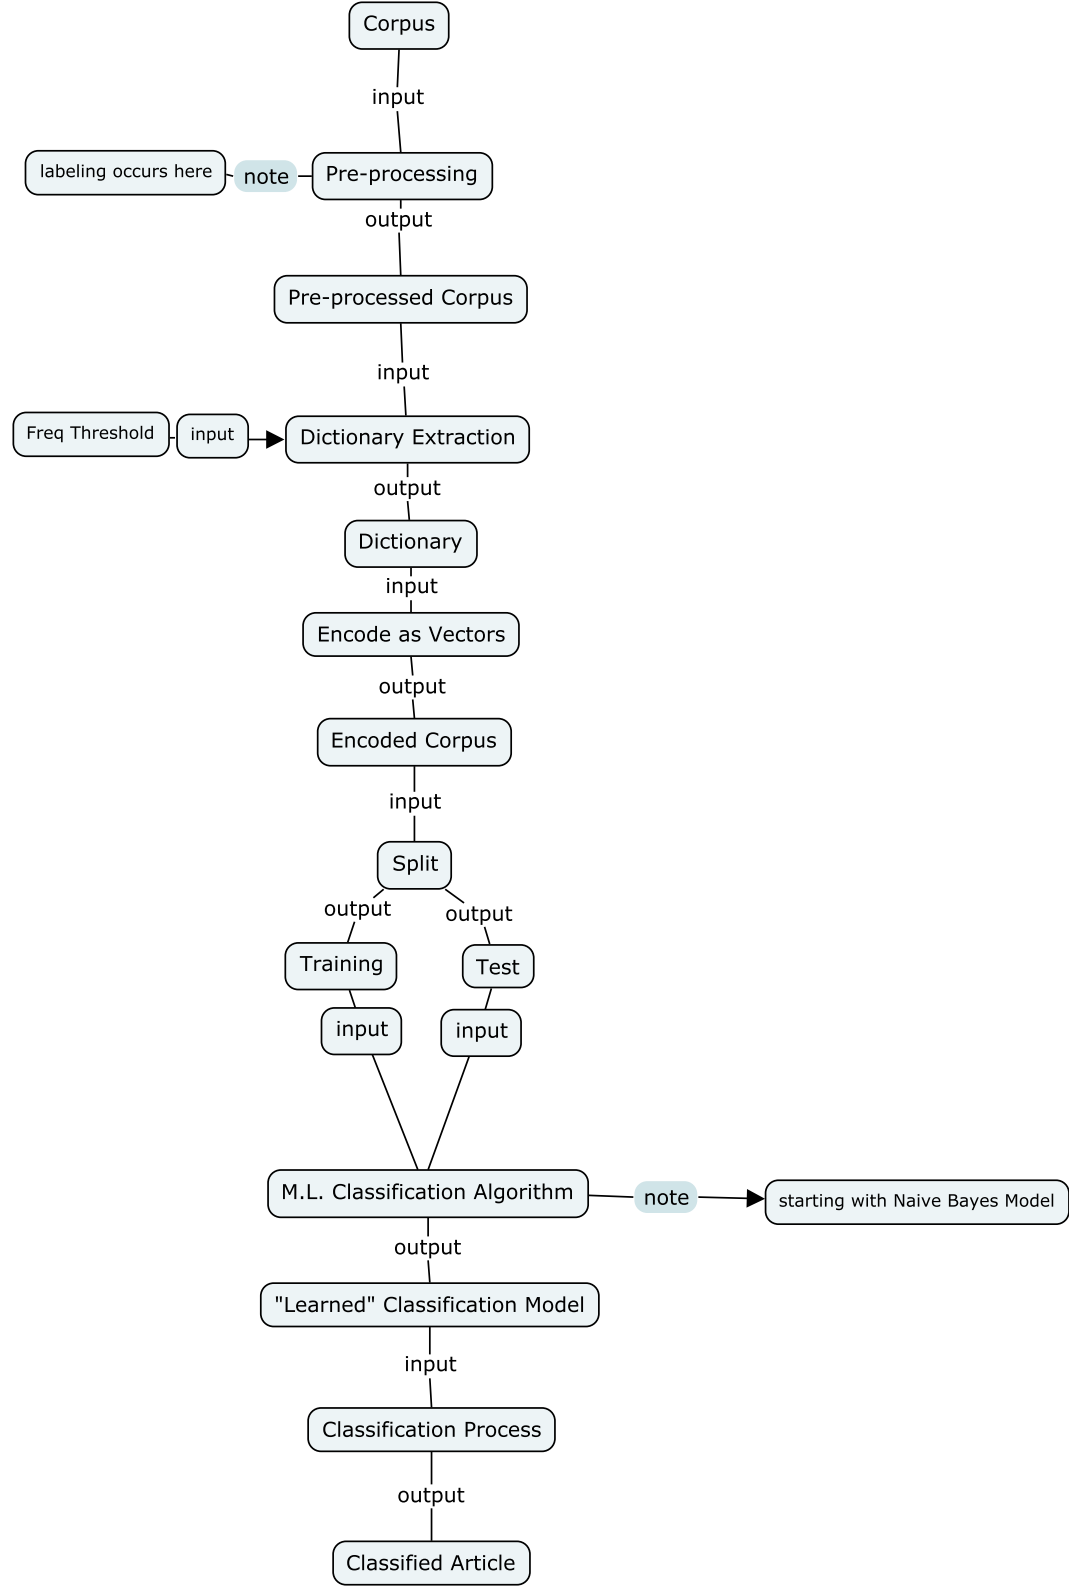 Corpus
input
labeling occurs here
note
Pre-processing
output
Pre-processed Corpus
input
Freq Threshold
input
Dictionary Extraction
output
Dictionary
input
Encode as Vectors
output
Encoded Corpus
input
Split
output
output
Training
Test
input
input
M.L. Classification Algorithm
note
starting with Naive Bayes Model
output
"Learned" Classification Model
input
Classification Process
output
Classified Article